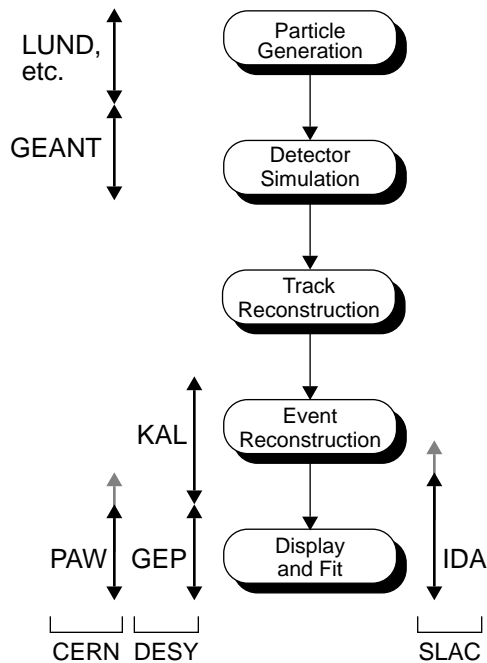 LUND,
etc.
Particle
Generation
GEANT
Detector
Simulation
Track
Reconstruction
KAL
Event
Reconstruction
PAW
GEP
Display
and Fit
IDA
CERN
DESY
SLAC